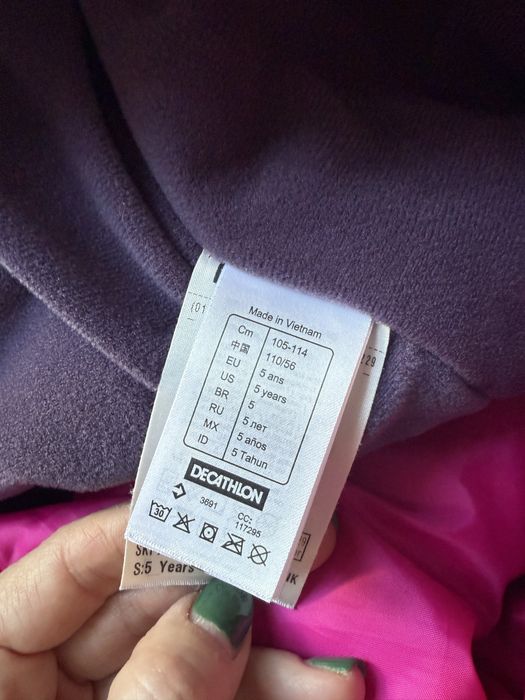 Made in Vietnam
Cm 105-114
中国 110/56
EU 5 ans
US 5 years
BR 5
RU 5 лет
MX 5 años
ID 5 Tahun
DECATHLON
3691 CC:
117295
30
S:5 Years